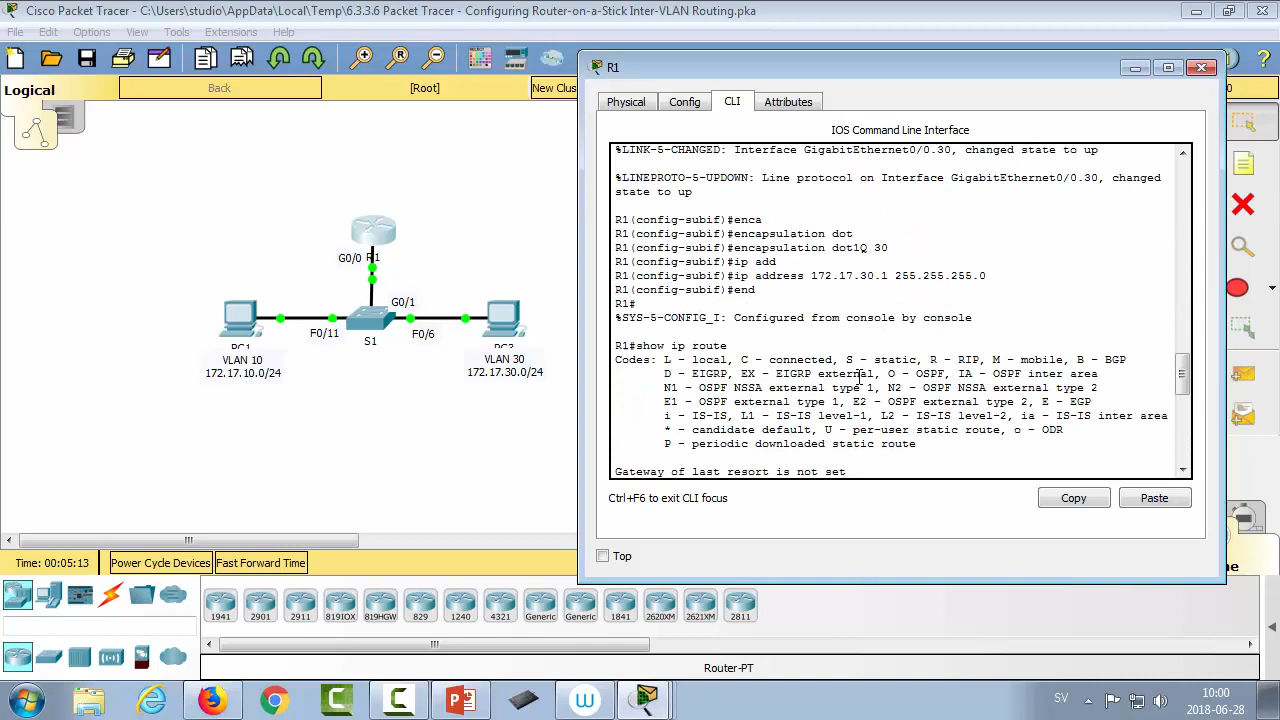 Cisco Packet Tracer - C:\Users\studio\AppData\Local\Temp\6.3.3.6 Packet Tracer - Configuring Router-on-a-Stick Inter-VLAN Routing.pka
File Edit View Tools Extensions Help
Logical
Back
[Root]
New Clus
R1
Physical
Config
CLI
Attributes
IOS Command Line Interface
%LINK-5-CHANGED: Interface GigabitEthernet0/0.30, changed state to up
%LINEPROTO-5-UPDOWN: Line protocol on Interface GigabitEthernet0/0.30, changed
state to up
R1(config-subif)#enca
R1(config-subif)#encapsulation dot
R1(config-subif)#encapsulation dot1Q 30
R1(config-subif)#ip add
R1(config-subif)#ip address 172.17.30.1 255.255.255.0
R1(config-subif)#end
R1#
%SYS-5-CONFIG_I: Configured from console by console
R1#show ip route
Codes: L - local, C - connected, S - static, R - RIP, M - mobile, B - BGP
D - EIGRP, EX - EIGRP external, O - OSPF, IA - OSPF inter area
N1 - OSPF NSSA external type 1, N2 - OSPF NSSA external type 2
E1 - OSPF external type 1, E2 - OSPF external type 2, E - EGP
i - IS-IS, L1 - IS-IS level-1, L2 - IS-IS level-2, ia - IS-IS inter area
* - candidate default, U - per-user static route, o - ODR
P - periodic downloaded static route
Gateway of last resort is not set
Ctrl+F6 to exit CLI focus
Copy
Paste
Top
G0/0 R1
G0/1
F0/11
F0/6
S1
PC1
PC3
VLAN 10
172.17.10.0/24
VLAN 30
172.17.30.0/24
Time: 00:05:13
Power Cycle Devices
Fast Forward Time
1941
2901
2911
819IOX
819HGW
829
1240
4321
Generic
Generic
1841
2620XM
2621XM
2811
Router-PT
SV
10:00
2018-06-28